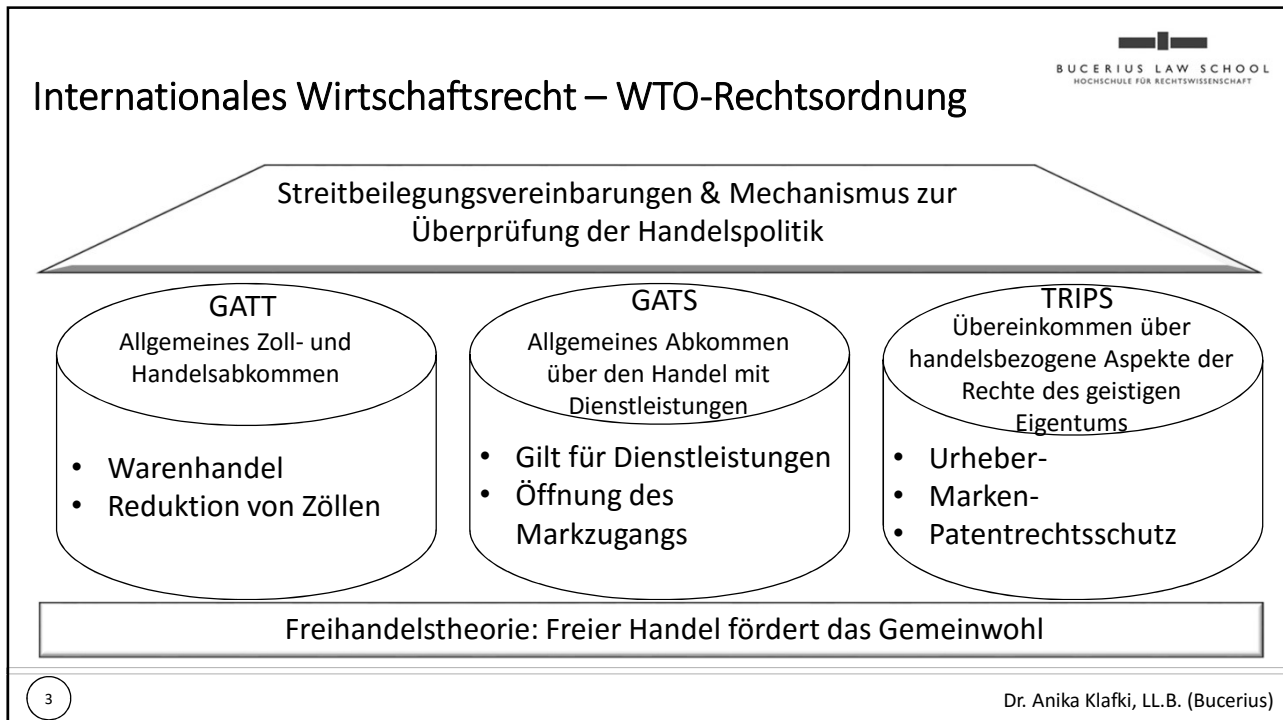 BUCERIUS LAW SCHOOL
HOCHSCHULE FÜR RECHTSWISSENSCHAFT
Internationales Wirtschaftsrecht – WTO-Rechtsordnung
Streitbeilegungsvereinbarungen & Mechanismus zur
Überprüfung der Handelspolitik
GATT
Allgemeines Zoll- und
Handelsabkommen
• Warenhandel
• Reduktion von Zöllen
GATS
Allgemeines Abkommen
über den Handel mit
Dienstleistungen
• Gilt für Dienstleistungen
• Öffnung des
Markzugangs
TRIPS
Übereinkommen über
handelsbezogene Aspekte der
Rechte des geistigen
Eigentums
• Urheber-
• Marken-
• Patentrechtsschutz
Freihandelstheorie: Freier Handel fördert das Gemeinwohl
3
Dr. Anika Klafki, LL.B. (Bucerius)